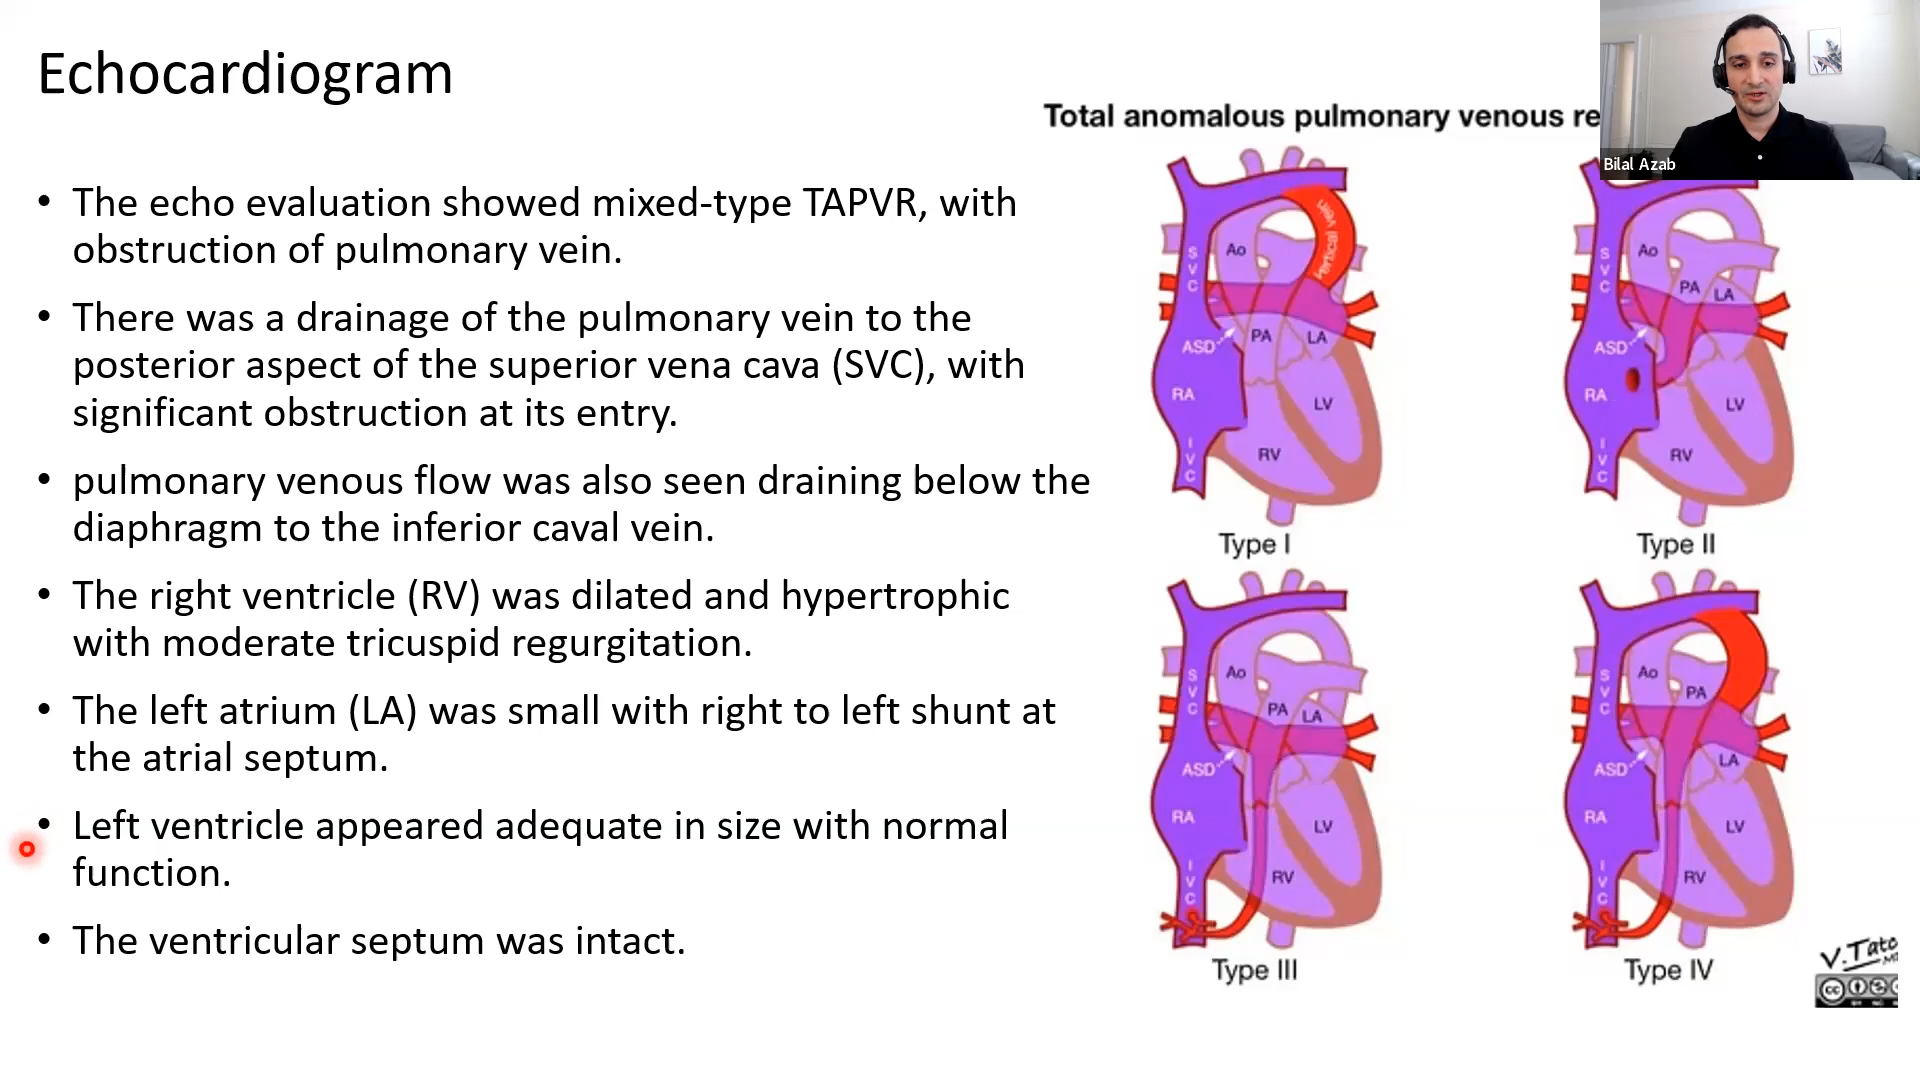 Echocardiogram
• The echo evaluation showed mixed-type TAPVR, with
obstruction of pulmonary vein.
• There was a drainage of the pulmonary vein to the
posterior aspect of the superior vena cava (SVC), with
significant obstruction at its entry.
• pulmonary venous flow was also seen draining below the
diaphragm to the inferior caval vein.
• The right ventricle (RV) was dilated and hypertrophic
with moderate tricuspid regurgitation.
• The left atrium (LA) was small with right to left shunt at
the atrial septum.
• Left ventricle appeared adequate in size with normal
function.
• The ventricular septum was intact.
Total anomalous pulmonary venous re
Bilal Azab
Vertical vein
SVC
Ao
ASD
PA
LA
RA
LV
IVC
RV
Type I
SVC
Ao
PA
LA
ASD
RA
LV
IVC
RV
Type II
SVC
Ao
PA
LA
ASD
RA
LV
IVC
RV
Type III
SVC
Ao
PA
ASD
LA
RA
LV
IVC
RV
Type IV
V.Tatc
cc